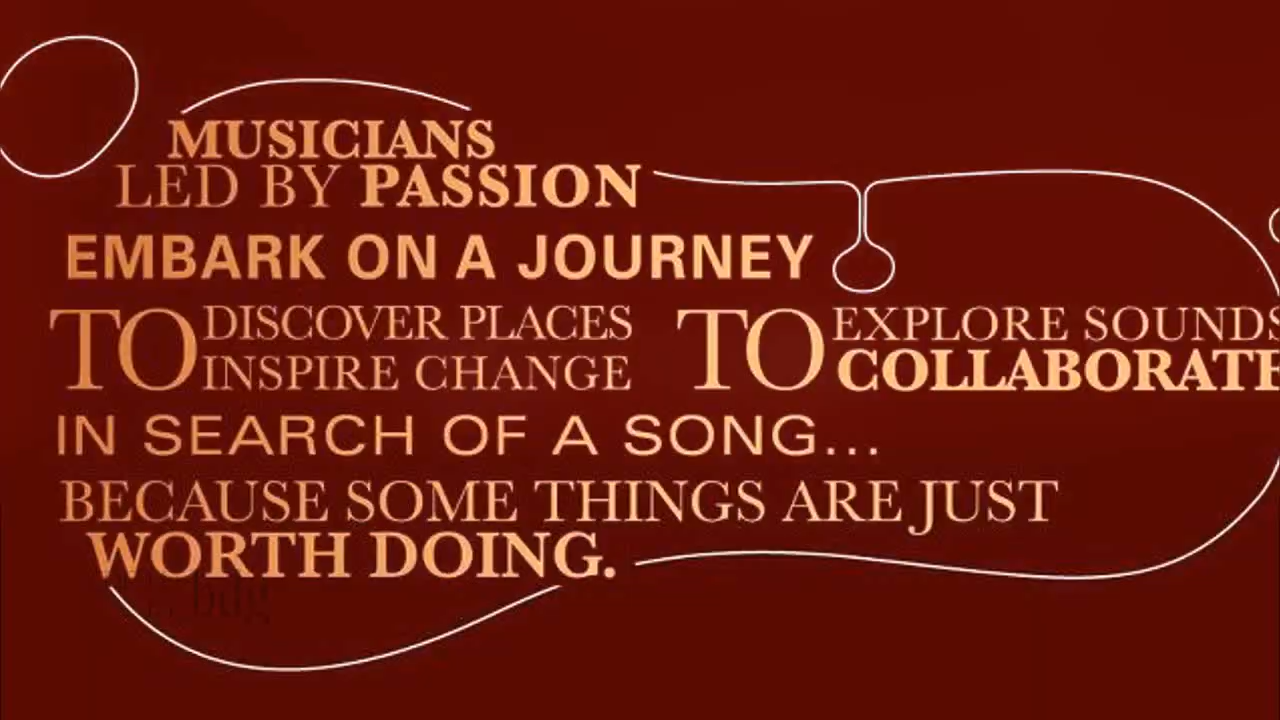 MUSICIANS
LED BY PASSION
EMBARK ON A JOURNEY
TO DISCOVER PLACES
INSPIRE CHANGE
TO EXPLORE SOUNDS
COLLABORATE
IN SEARCH OF A SONG...
BECAUSE SOME THINGS ARE JUST
WORTH DOING.